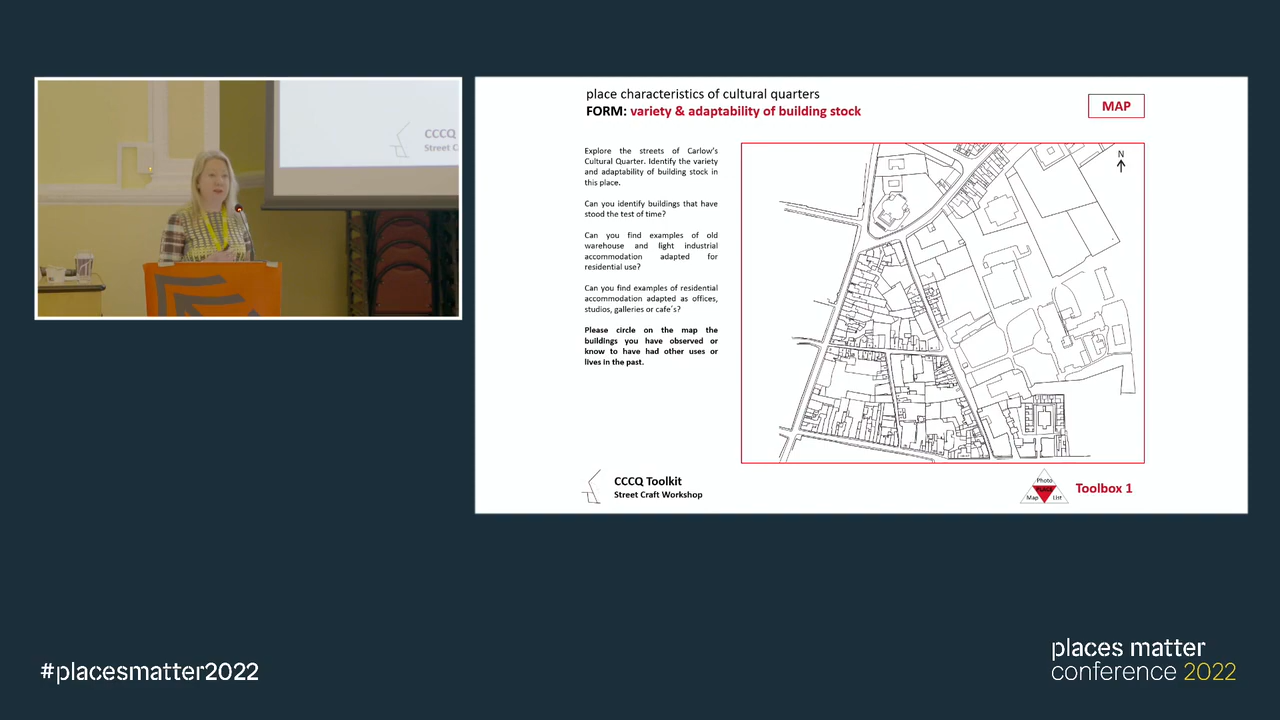 CCCQ
Street C
place characteristics of cultural quarters
FORM: variety & adaptability of building stock
MAP
Explore the streets of Carlow's
Cultural Quarter. Identify the variety
and adaptability of building stock in
this place.
Can you identify buildings that have
stood the test of time?
Can you find examples of old
warehouse and light industrial
accommodation adapted for
residential use?
Can you find examples of residential
accommodation adapted as offices,
studios, galleries or cafe´s?
Please circle on the map the
buildings you have observed or
know to have had other uses or
lives in the past.
N
CCCQ Toolkit
Street Craft Workshop
Photo
Map
List
Toolbox 1
#placesmatter2022
places matter
conference 2022